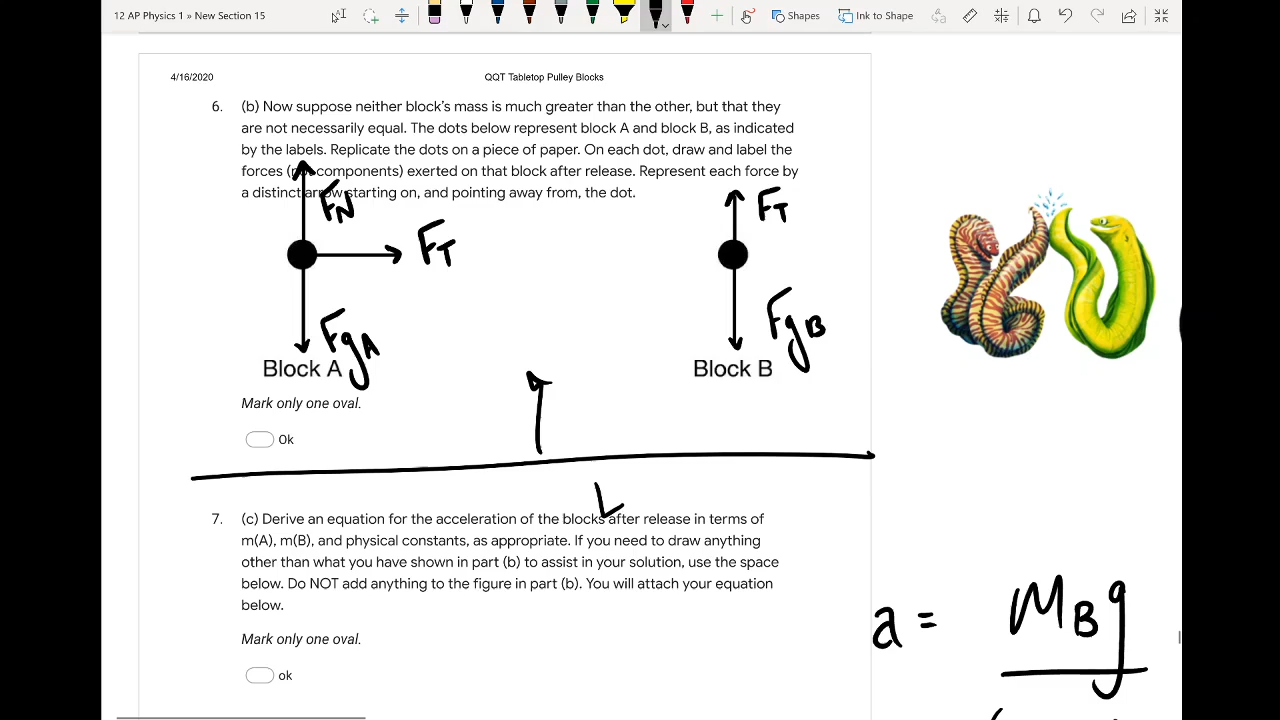 12 AP Physics 1 » New Section 15
Shapes
Ink to Shape
4/16/2020
QQT Tabletop Pulley Blocks
6. (b) Now suppose neither block's mass is much greater than the other, but that they
are not necessarily equal. The dots below represent block A and block B, as indicated
by the labels. Replicate the dots on a piece of paper. On each dot, draw and label the
forces (not components) exerted on that block after release. Represent each force by
a distinct arrow starting on, and pointing away from, the dot.
FN
FT
FT
FgA
FgB
Block A
Block B
Mark only one oval.
Ok
L
7. (c) Derive an equation for the acceleration of the blocks after release in terms of
m(A), m(B), and physical constants, as appropriate. If you need to draw anything
other than what you have shown in part (b) to assist in your solution, use the space
below. Do NOT add anything to the figure in part (b). You will attach your equation
below.
a = MBg
Mark only one oval.
ok